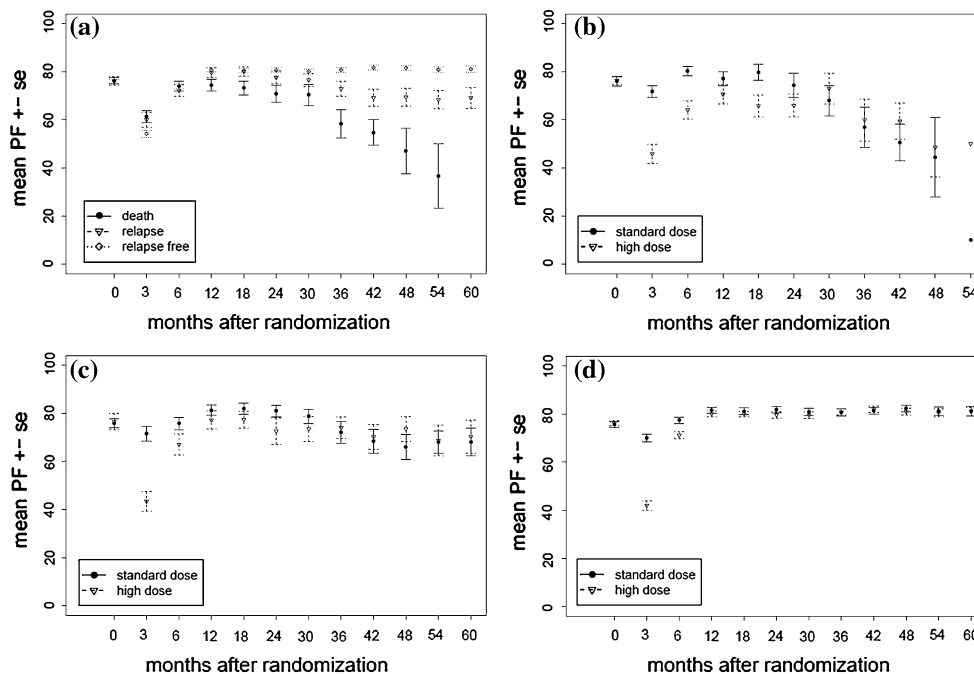 (a)
mean PF +- se
100
80
60
40
20
0
death
relapse
relapse free
0 3 6 12 18 24 30 36 42 48 54 60
months after randomization
(b)
mean PF +- se
100
80
60
40
20
0
standard dose
high dose
0 3 6 12 18 24 30 36 42 48 54
months after randomization
(c)
mean PF +- se
100
80
60
40
20
0
standard dose
high dose
0 3 6 12 18 24 30 36 42 48 54 60
months after randomization
(d)
mean PF +- se
100
80
60
40
20
0
standard dose
high dose
0 3 6 12 18 24 30 36 42 48 54 60
months after randomization